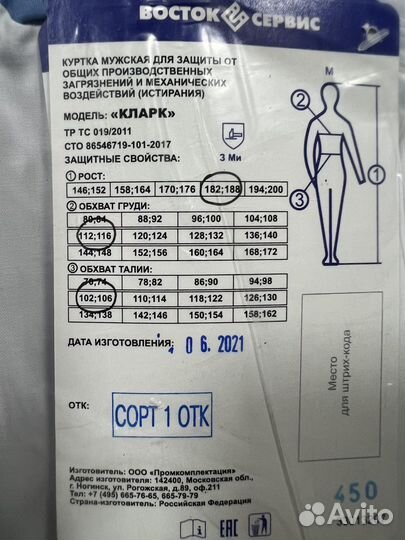 ВОСТОК СЕРВИС
КУРТКА МУЖСКАЯ ДЛЯ ЗАЩИТЫ ОТ
ОБЩИХ ПРОИЗВОДСТВЕННЫХ
ЗАГРЯЗНЕНИЙ И МЕХАНИЧЕСКИХ
ВОЗДЕЙСТВИЙ (ИСТИРАНИЯ)
МОДЕЛЬ: «КЛАРК»
ТР ТС 019/2011
СТО 86546719-101-2017
ЗАЩИТНЫЕ СВОЙСТВА:
3 Ми
М
2
1
3
1 РОСТ:
146;152 158;164 170;176 182;188 194;200
2 ОБХВАТ ГРУДИ:
80;84 88;92 96;100 104;108
112;116 120;124 128;132 136;140
144;148 152;156 160;164 168;172
3 ОБХВАТ ТАЛИИ:
70;74 78;82 86;90 94;98
102;106 110;114 118;122 126;130
134;138 142;146 150;154 158;162
ДАТА ИЗГОТОВЛЕНИЯ: 06. 2021
Место
для штрих-кода
ОТК:
СОРТ 1 ОТК
Изготовитель: ООО «Промкомплектация»
Адрес изготовителя: 142400, Московская обл.,
г. Ногинск, ул. Рогожская, д.89, оф.211
Тел: +7 (495) 665-76-65, 665-79-79
Страна-изготовитель: Российская Федерация
450
EAC
Avito